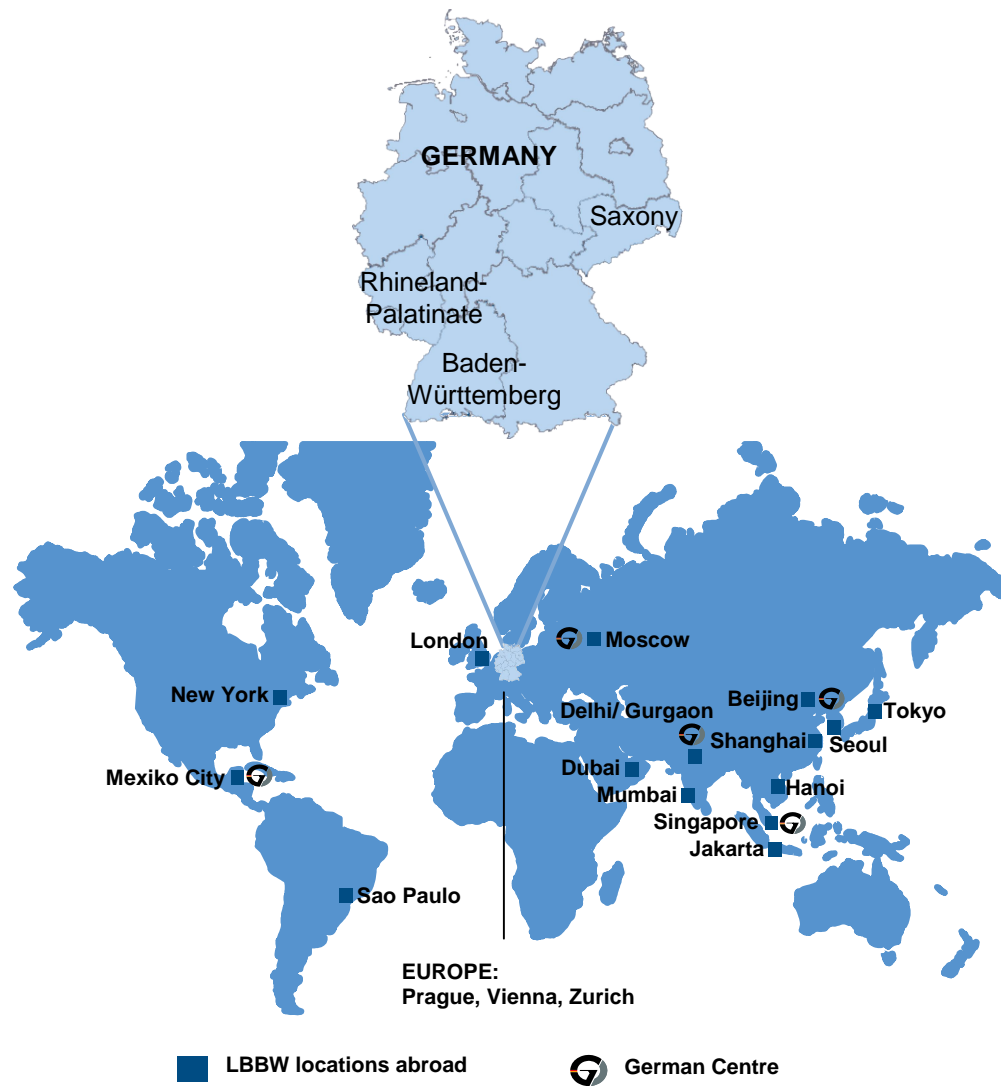 GERMANY
Saxony
Rhineland-
Palatinate
Baden-
Württemberg
London
Moscow
New York
Beijing
Tokyo
Delhi/ Gurgaon
Shanghai
Seoul
Dubai
Mexiko City
Mumbai
Hanoi
Singapore
Jakarta
Sao Paulo
EUROPE:
Prague, Vienna, Zurich
LBBW locations abroad
German Centre